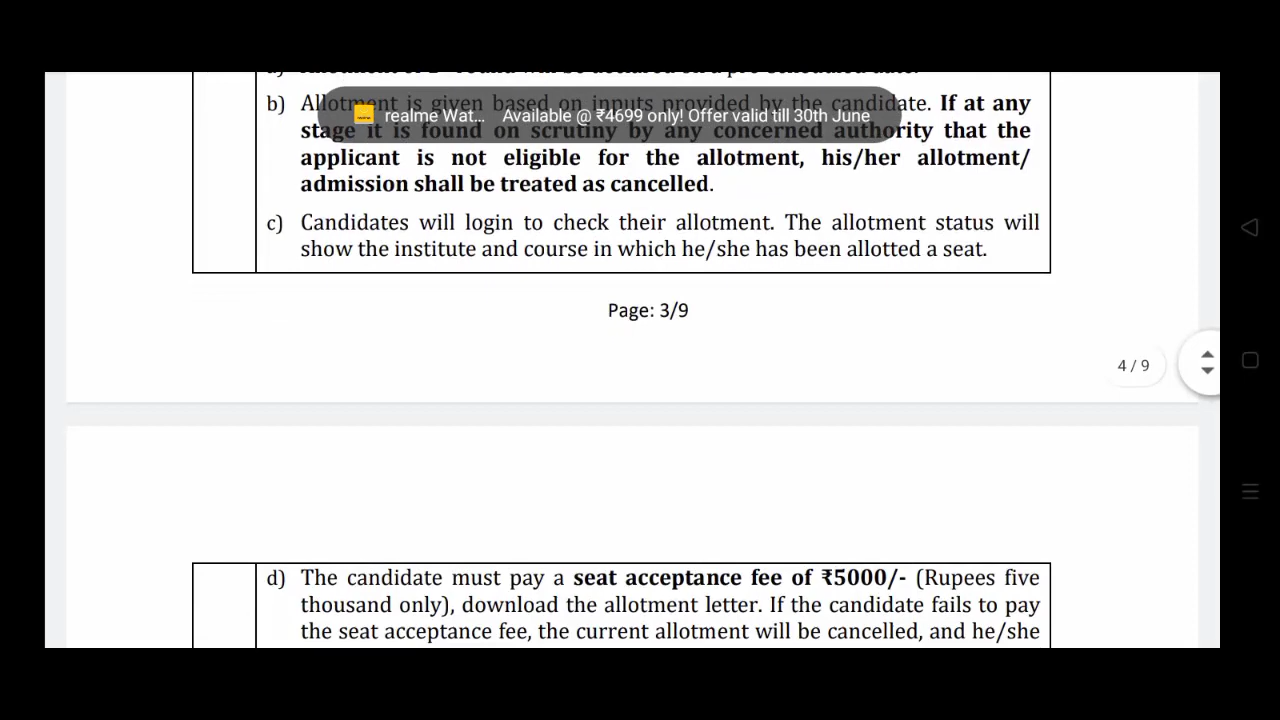 b) Allotment is given based on inputs provided by the candidate. If at any
realme Wat... Available @ ₹4699 only! Offer valid till 30th June
stage it is found on scrutiny by any concerned authority that the
applicant is not eligible for the allotment, his/her allotment/
admission shall be treated as cancelled.
c) Candidates will login to check their allotment. The allotment status will
show the institute and course in which he/she has been allotted a seat.
Page: 3/9
4 / 9
d) The candidate must pay a seat acceptance fee of ₹5000/- (Rupees five
thousand only), download the allotment letter. If the candidate fails to pay
the seat acceptance fee, the current allotment will be cancelled, and he/she